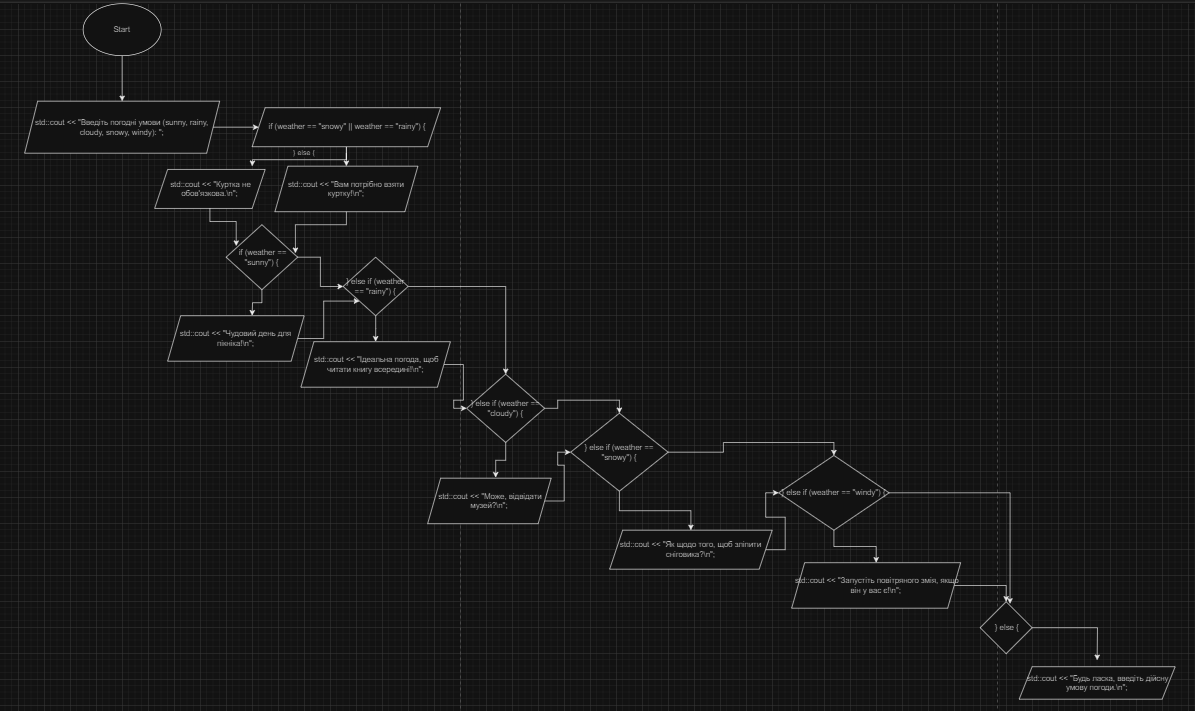 Start
std::cout << "Введіть погодні умови (sunny, rainy,
cloudy, snowy, windy): ";
if (weather == "snowy" || weather == "rainy") {
} else {
std::cout << "Куртка не
обов'язкова.\n";
std::cout << "Вам потрібно взяти
куртку!\n";
if (weather ==
"sunny") {
} else if (weather
== "rainy") {
std::cout << "Чудовий день для
пікніка!\n";
std::cout << "Ідеальна погода, щоб
читати книгу всередині!\n";
} else if (weather ==
"cloudy") {
} else if (weather ==
"snowy") {
std::cout << "Може, відвідати
музей?\n";
} else if (weather == "windy") {
std::cout << "Як щодо того, щоб зліпити
сніговика?\n";
std::cout << "Запустіть повітряного змія, якщо
він у вас є!\n";
} else {
std::cout << "Будь ласка, введіть дійсну
умову погоди.\n";